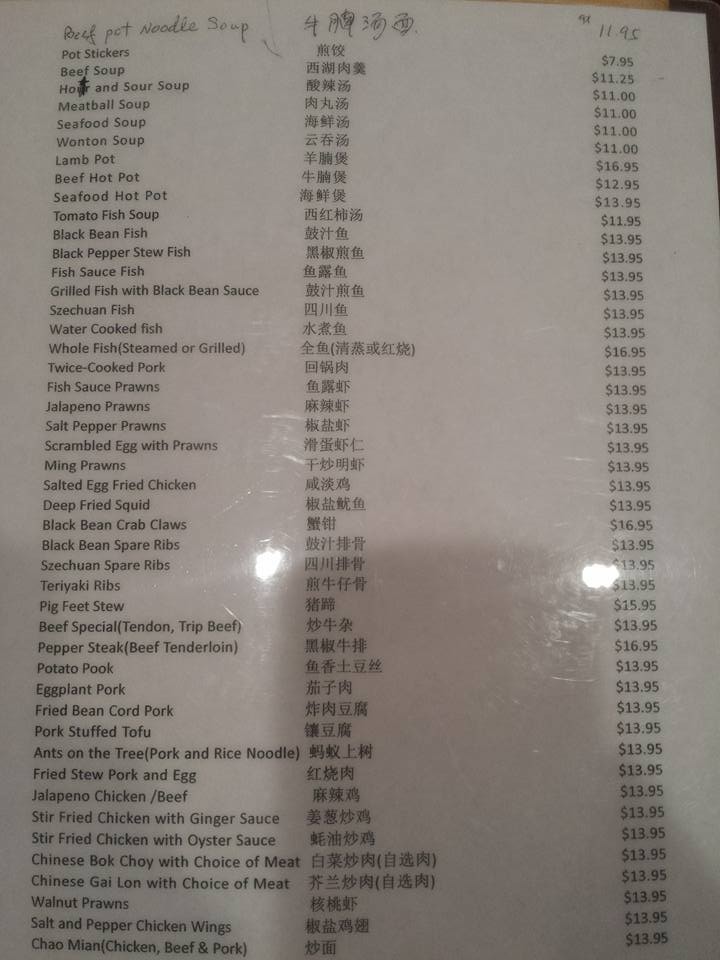 Beef pot Noodle Soup 牛 汤面 11.95
Pot Stickers 煎饺 $7.95
Beef Soup 西湖肉羹 $11.25
Hot and Sour Soup 酸辣汤 $11.00
Meatball Soup 肉丸汤 $11.00
Seafood Soup 海鲜汤 $11.00
Wonton Soup 云吞汤 $11.00
Lamb Pot 羊腩煲 $16.95
Beef Hot Pot 牛腩煲 $12.95
Seafood Hot Pot 海鲜煲 $13.95
Tomato Fish Soup 西红柿汤 $11.95
Black Bean Fish 鼓汁鱼 $13.95
Black Pepper Stew Fish 黑椒煎鱼 $13.95
Fish Sauce Fish 鱼露鱼 $13.95
Grilled Fish with Black Bean Sauce 鼓汁煎鱼 $13.95
Szechuan Fish 四川鱼 $13.95
Water Cooked fish 水煮鱼 $13.95
Whole Fish(Steamed or Grilled) 全鱼(清蒸或红烧) $16.95
Twice-Cooked Pork 回锅肉 $13.95
Fish Sauce Prawns 鱼露虾 $13.95
Jalapeno Prawns 麻辣虾 $13.95
Salt Pepper Prawns 椒盐虾 $13.95
Scrambled Egg with Prawns 滑蛋虾仁 $13.95
Ming Prawns 干炒明虾 $13.95
Salted Egg Fried Chicken 咸淡鸡 $13.95
Deep Fried Squid 椒盐鱿鱼 $13.95
Black Bean Crab Claws 蟹钳 $16.95
Black Bean Spare Ribs 鼓汁排骨 $13.95
Szechuan Spare Ribs 四川排骨 $13.95
Teriyaki Ribs 煎牛仔骨 $13.95
Pig Feet Stew 猪蹄 $15.95
Beef Special(Tendon, Trip Beef) 炒牛杂 $13.95
Pepper Steak(Beef Tenderloin) 黑椒牛排 $16.95
Potato Pook 鱼香土豆丝 $13.95
Eggplant Pork 茄子肉 $13.95
Fried Bean Cord Pork 炸肉豆腐 $13.95
Pork Stuffed Tofu 镶豆腐 $13.95
Ants on the Tree(Pork and Rice Noodle) 蚂蚁上树 $13.95
Fried Stew Pork and Egg 红烧肉 $13.95
Jalapeno Chicken /Beef 麻辣鸡 $13.95
Stir Fried Chicken with Ginger Sauce 姜葱炒鸡 $13.95
Stir Fried Chicken with Oyster Sauce 蚝油炒鸡 $13.95
Chinese Bok Choy with Choice of Meat 白菜炒肉(自选肉) $13.95
Chinese Gai Lon with Choice of Meat 芥兰炒肉(自选肉) $13.95
Walnut Prawns 核桃虾 $13.95
Salt and Pepper Chicken Wings 椒盐鸡翅 $13.95
Chao Mian(Chicken, Beef & Pork) 炒面 $13.95